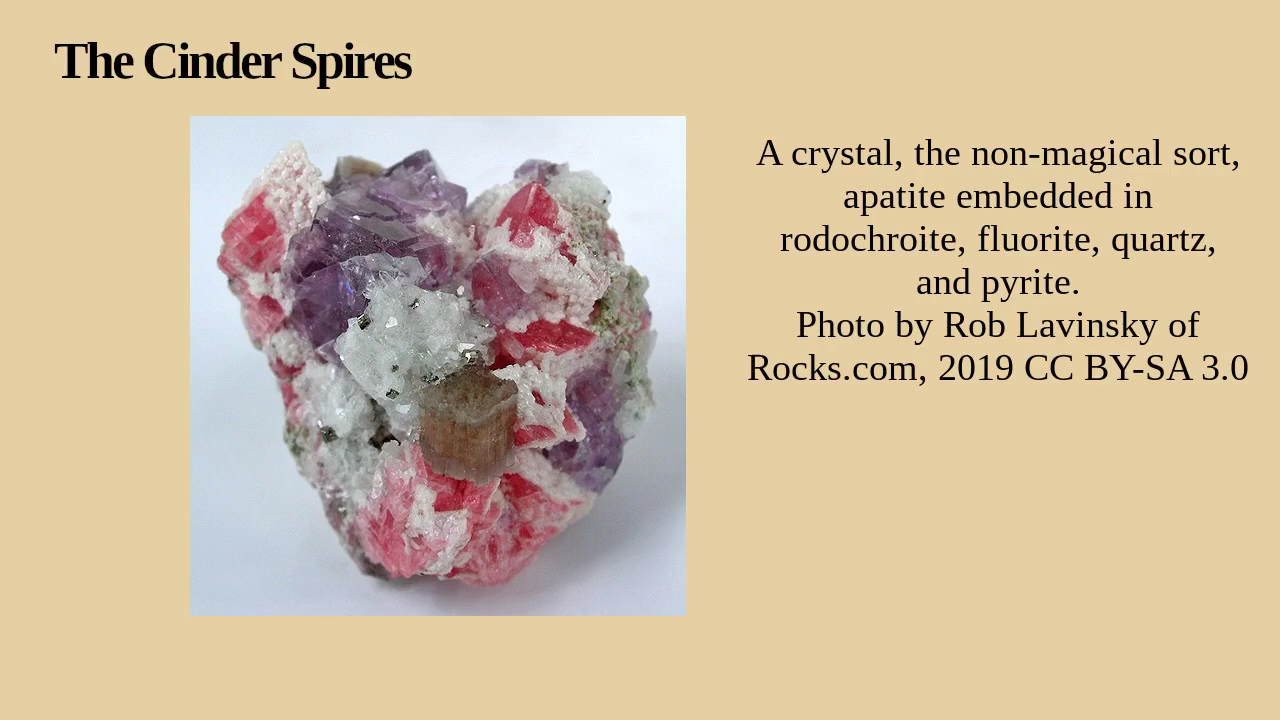 The Cinder Spires
A crystal, the non-magical sort,
apatite embedded in
rodochroite, fluorite, quartz,
and pyrite.
Photo by Rob Lavinsky of
Rocks.com, 2019 CC BY-SA 3.0